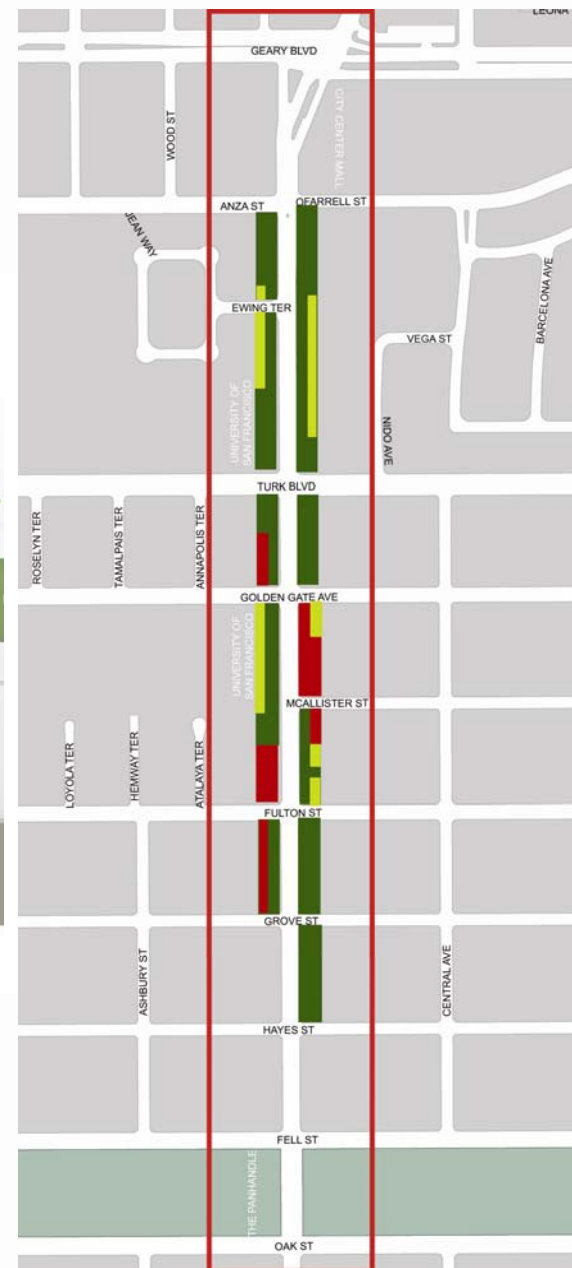 LEONA
GEARY BLVD
WOOD ST
CITY CENTER MALL
ANZA ST
OFARRELL ST
JEAN WAY
EWING TER
BARCELONA AVE
VEGA ST
UNIVERSITY OF
SAN FRANCISCO
NIDO AVE
TURK BLVD
ROSELYN TER
TAMALPAIS TER
ANNAPOLIS TER
GOLDEN GATE AVE
UNIVERSITY OF
SAN FRANCISCO
MCALLISTER ST
LOYOLA TER
HEMWAY TER
ATALAYA TER
FULTON ST
GROVE ST
ASHBURY ST
CENTRAL AVE
HAYES ST
FELL ST
THE PANHANDLE
OAK ST